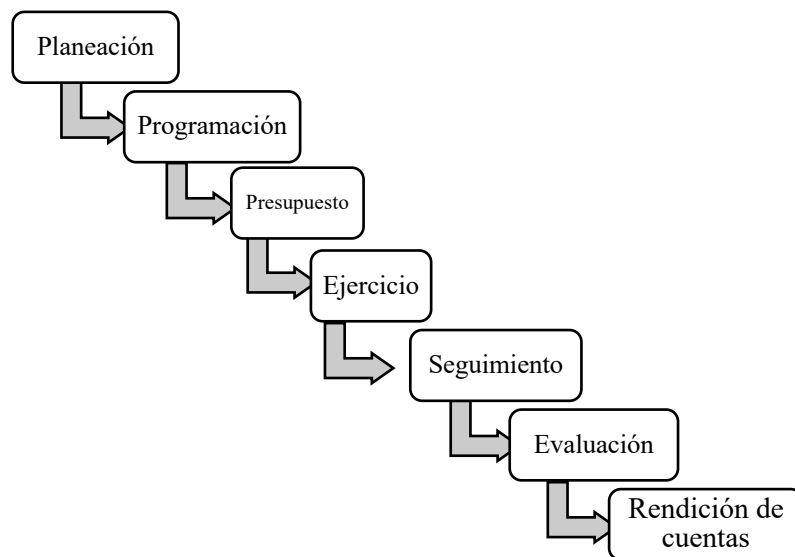 Planeación
Programación
Presupuesto
Ejercicio
Seguimiento
Evaluación
Rendición de
cuentas